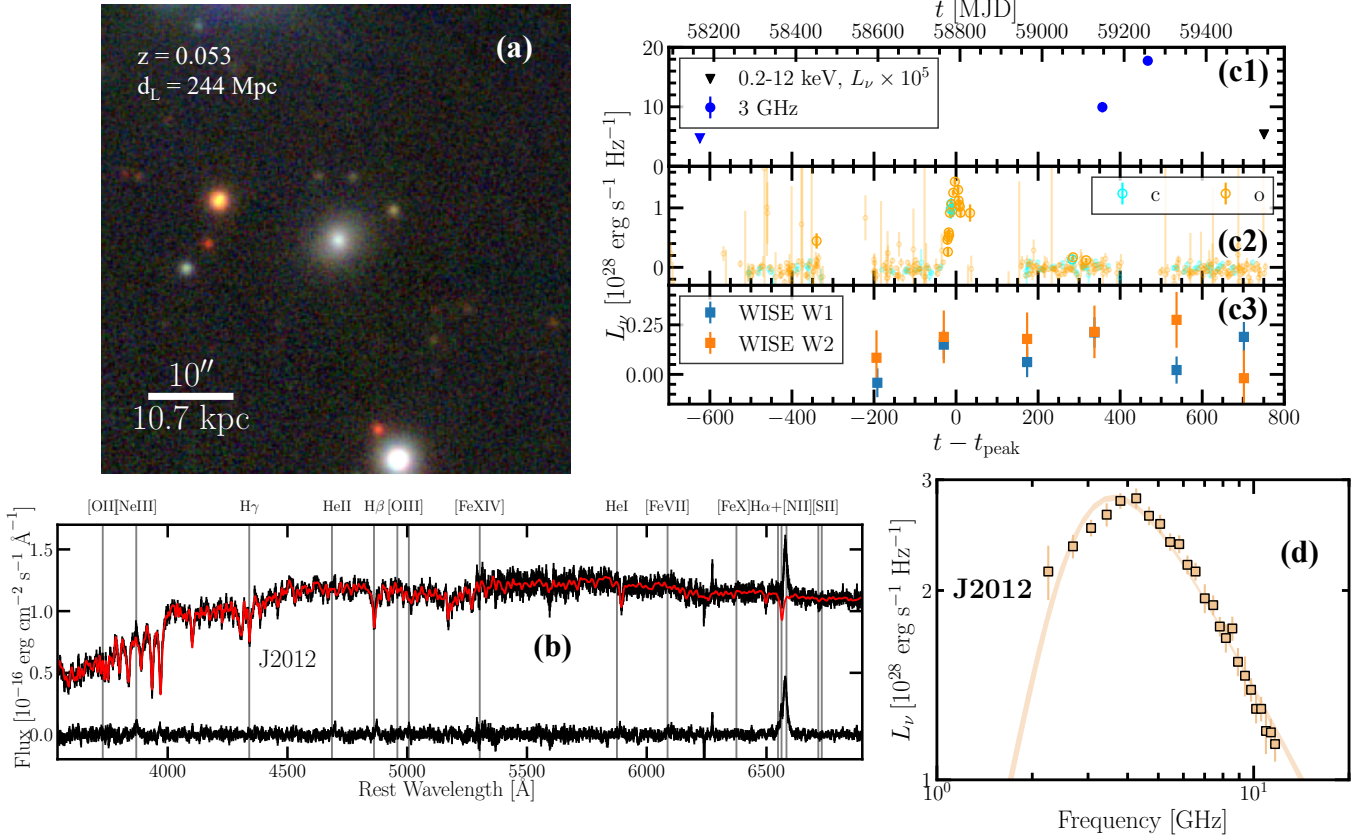 (a)
z = 0.053
d_L = 244 Mpc
10″
10.7 kpc
t [MJD]
58200 58400 58600 58800 59000 59200 59400
(c1)
0.2-12 keV, L_ν × 10^5
3 GHz
20
10
0
c o
(c2)
1
0
L_ν [10^28 erg s^−1 Hz^−1]
(c3)
WISE W1
WISE W2
0.25
0.00
−600 −400 −200 0 200 400 600 800
t − t_peak
[OII] [NeIII] Hγ HeII Hβ [OIII] [FeXIV] HeI [FeVII] [FeX] Hα+[NII] [SII]
1.5
1.0
0.5
0.0
J2012
(b)
Flux [10^−16 erg cm^−2 s^−1 Å^−1]
4000 4500 5000 5500 6000 6500
Rest Wavelength [Å]
3
2
1
J2012
(d)
L_ν [10^28 erg s^−1 Hz^−1]
10^0 10^1
Frequency [GHz]